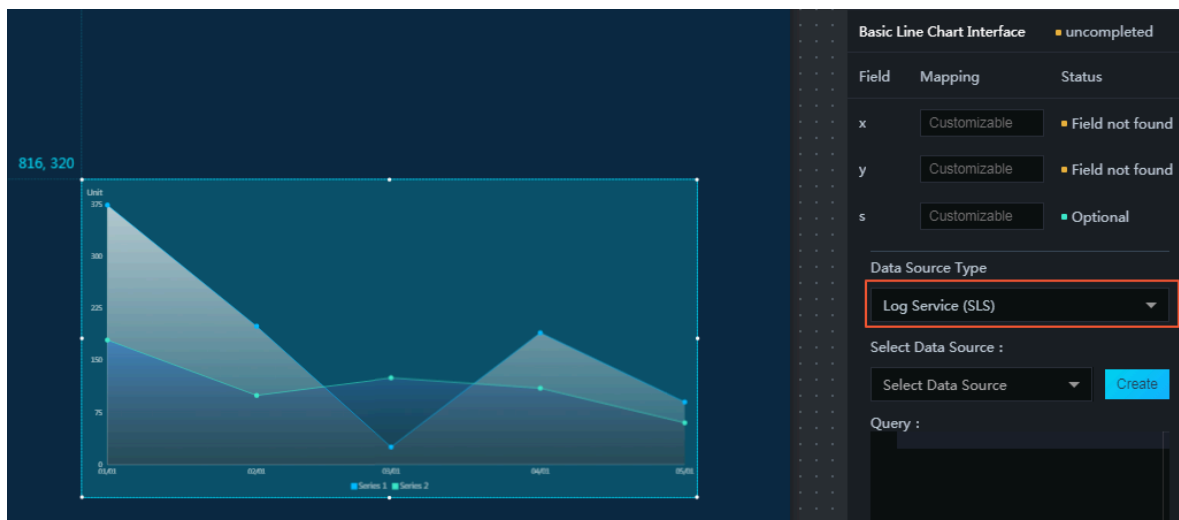 Basic Line Chart Interface uncompleted
Field Mapping Status
x Customizable Field not found
y Customizable Field not found
s Customizable Optional
Data Source Type
Log Service (SLS)
Select Data Source :
Select Data Source Create
Query :
816, 320
Unit
375
300
225
150
75
0
01/01 02/01 03/01 04/01 05/01
Series 1 Series 2